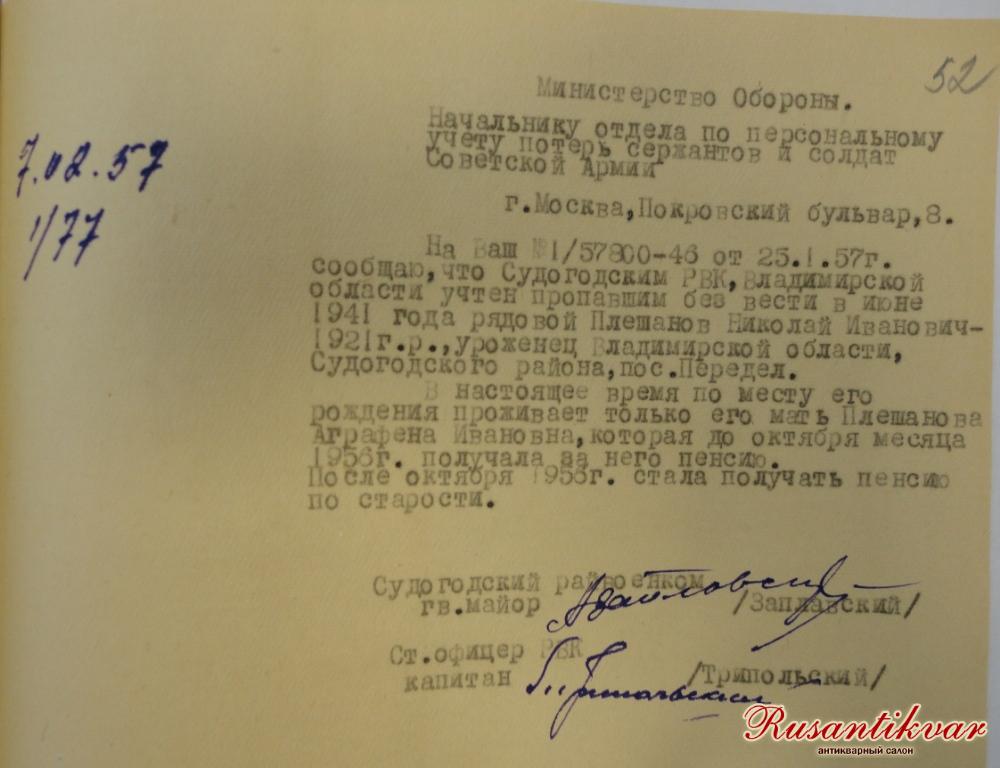 52
Министерство Обороны.
7.02.57
1/77
Начальнику отдела по персональному
учету потерь сержантов и солдат
Советской Армии
г.Москва,Покровский бульвар,8.
На Ваш №1/57800-46 от 25.1.57г.
сообщаю,что Судогодским РВК,Владимирской
области учтен пропавшим без вести в июне
1941 года рядовой Плешанов Николай Иванович-
1921г.р.,уроженец Владимирской области,
Судогодского района,пос.Передел.
В настоящее время по месту его
рождения проживает только его мать Плешанова
Аграфена Ивановна,которая до октября месяца
1956г. получала за него пенсию.
После октября 1956г. стала получать пенсию
по старости.
Судогодский райвоенком
гв.майор /Заплавский/
Ст.офицер РВК
капитан /Трипольский/
Rusantikvar
антикварный салон